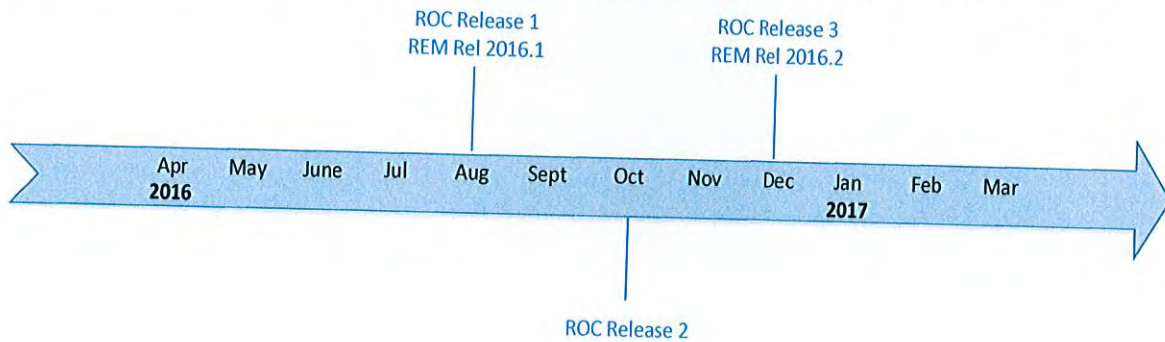 ROC Release 1
REM Rel 2016.1
ROC Release 3
REM Rel 2016.2
Apr May June Jul Aug Sept Oct Nov Dec Jan Feb Mar
2016 2017
ROC Release 2